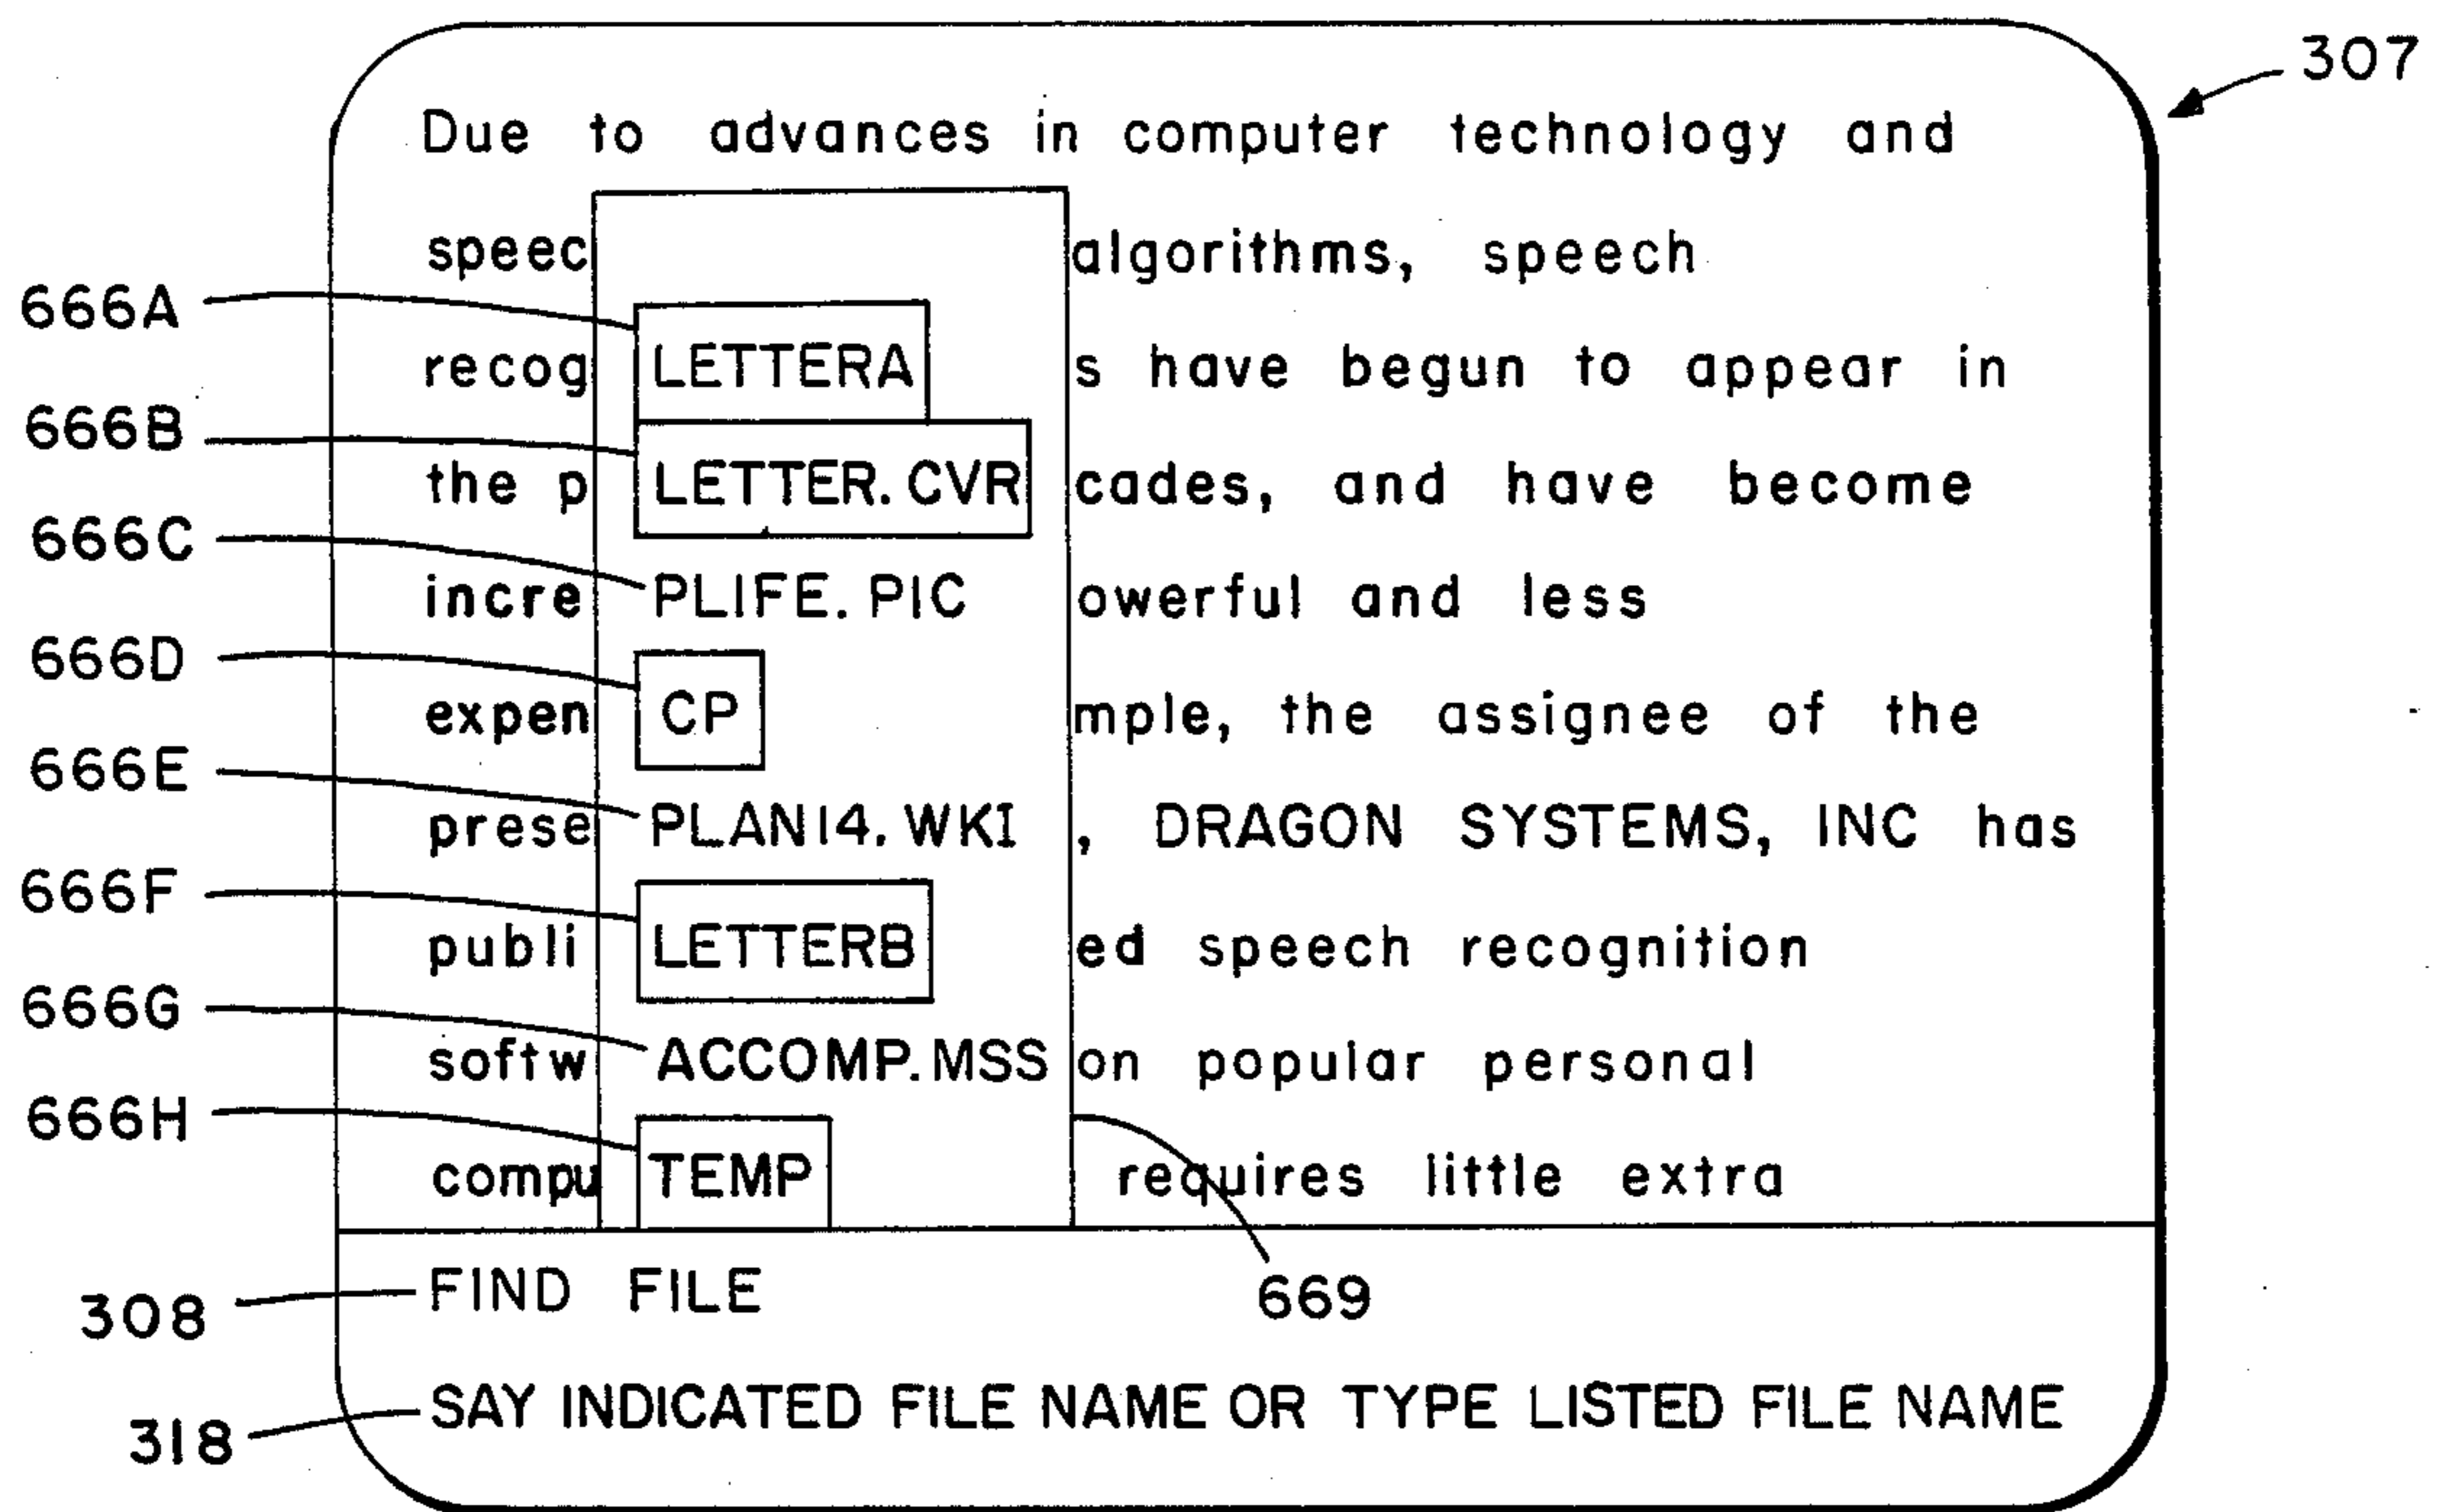 307
Due to advances in computer technology and
speec algorithms, speech
666A
recog LETTERA s have begun to appear in
666B
the p LETTER.CVR cades, and have become
666C
incre PLIFE.PIC owerful and less
666D
expen CP mple, the assignee of the
666E
prese PLAN14.WKI , DRAGON SYSTEMS, INC has
666F
publi LETTERB ed speech recognition
666G
softw ACCOMP.MSS on popular personal
666H
compu TEMP requires little extra
308 FIND FILE 669
318 SAY INDICATED FILE NAME OR TYPE LISTED FILE NAME